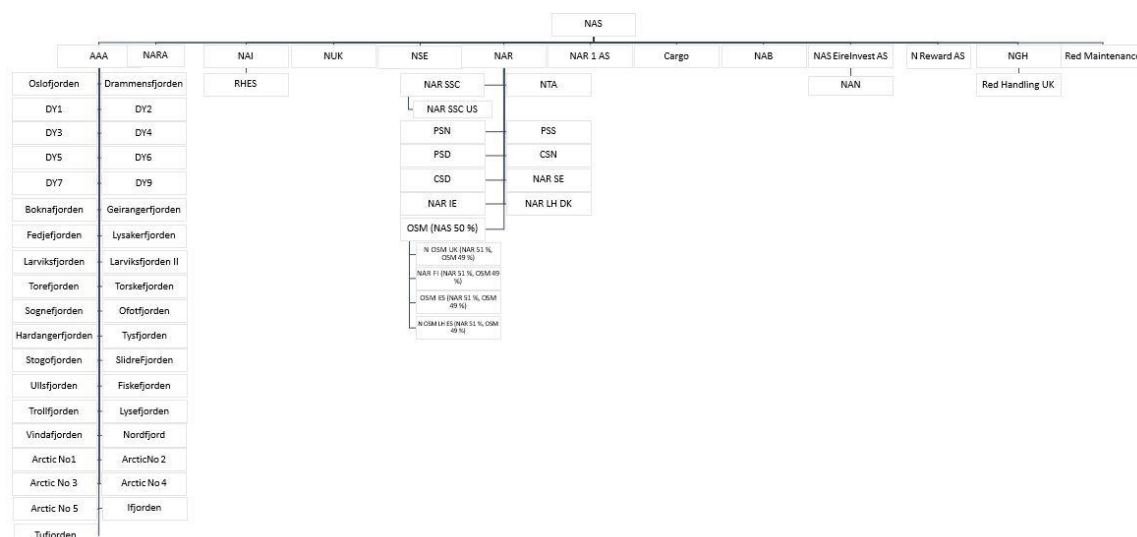 NAS
AAA
NARA
NAI
NUK
NSE
NAR
NAR 1 AS
Cargo
NAB
NAS EireInvest AS
N Reward AS
NGH
Red Maintenance
Oslofjorden
Drammensfjorden
RHES
NAR SSC
NTA
NAN
Red Handling UK
DY1
DY2
NAR SSC US
DY3
DY4
PSN
PSS
DY5
DY6
PSD
CSN
DY7
DY9
CSD
NAR SE
Boknafjorden
Geirangerfjorden
NAR IE
NAR LH DK
Fedjefjorden
Lysakerfjorden
OSM (NAS 50 %)
Larviksfjorden
Larviksfjorden II
N OSM UK (NAR 51 %,
OSM 49 %)
Torefjorden
Torskefjorden
NAR FI (NAR 51 %, OSM 49
%)
Sognefjorden
Ofotfjorden
OSM ES (NAR 51 %, OSM
49 %)
Hardangerfjorden
Tysfjorden
N OSM LH ES (NAR 51 %, OSM
49 %)
Stogofjorden
SlidreFjorden
Ullsfjorden
Fiskefjorden
Trollfjorden
Lysefjorden
Vindafjorden
Nordfjord
Arctic No1
ArcticNo 2
Arctic No 3
Arctic No 4
Arctic No 5
Ifjorden
Tufjorden